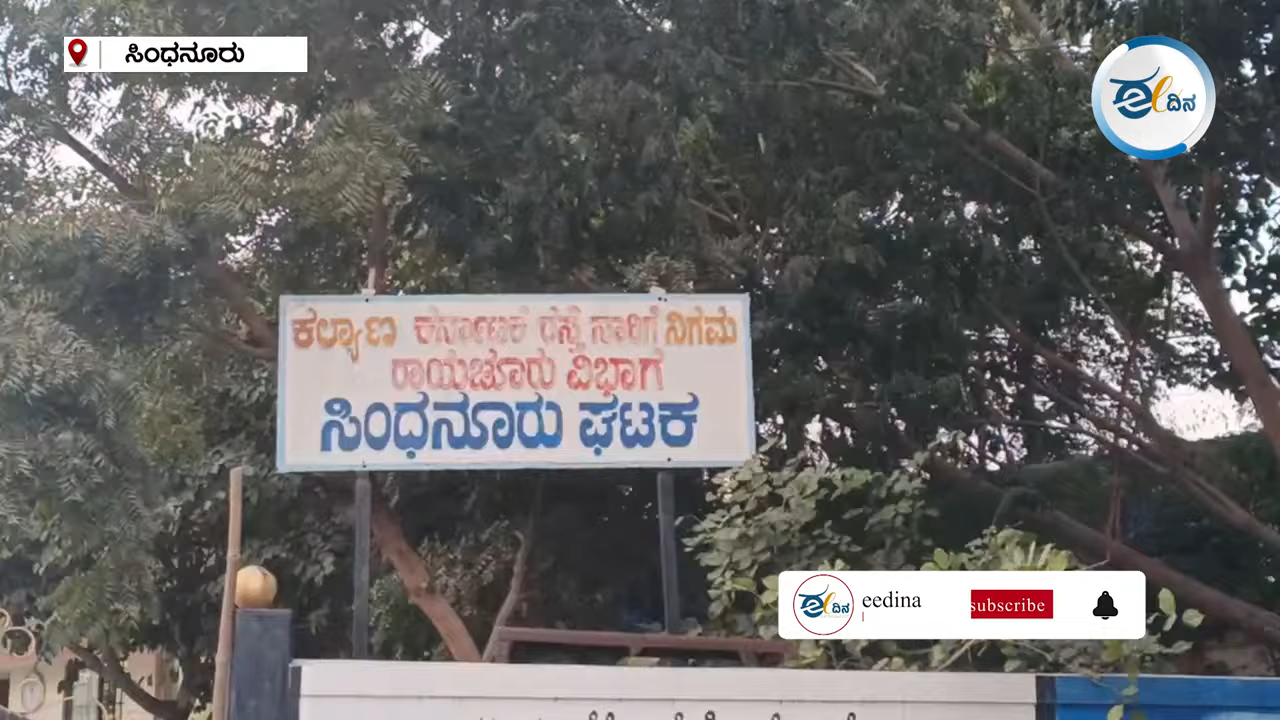 ಸಿಂಧನೂರು
ಈ ದಿನ
ಕಲ್ಯಾಣ ಕರ್ನಾಟಕ ರಸ್ತೆ ಸಾರಿಗೆ ನಿಗಮ
ರಾಯಚೂರು ವಿಭಾಗ
ಸಿಂಧನೂರು ಘಟಕ
eedina
subscribe